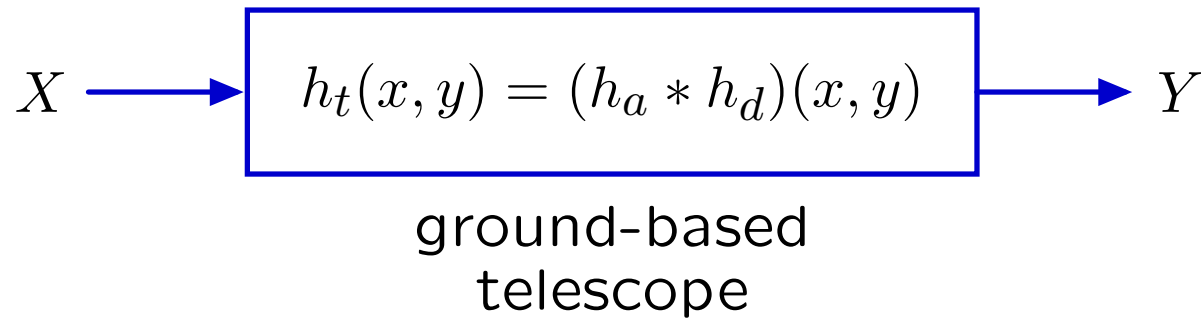 X
h_t(x, y) = (h_a * h_d)(x, y)
Y
ground-based
telescope